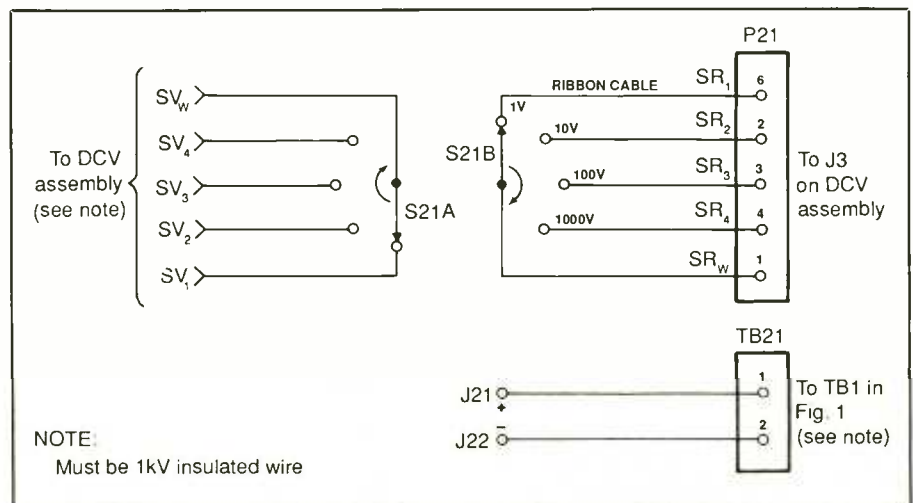 P21
SR1 6
RIBBON CABLE
1V
SVW
SV4
SV3
SV2
SV1
To DCV
assembly
(see note)
S21A
S21B
10V
100V
1000V
SR2 2
SR3 3
SR4 4
SRW 1
To J3
on DCV
assembly
TB21
J21 +
J22 –
1
2
To TB1 in
Fig. 1
(see note)
NOTE:
Must be 1kV insulated wire